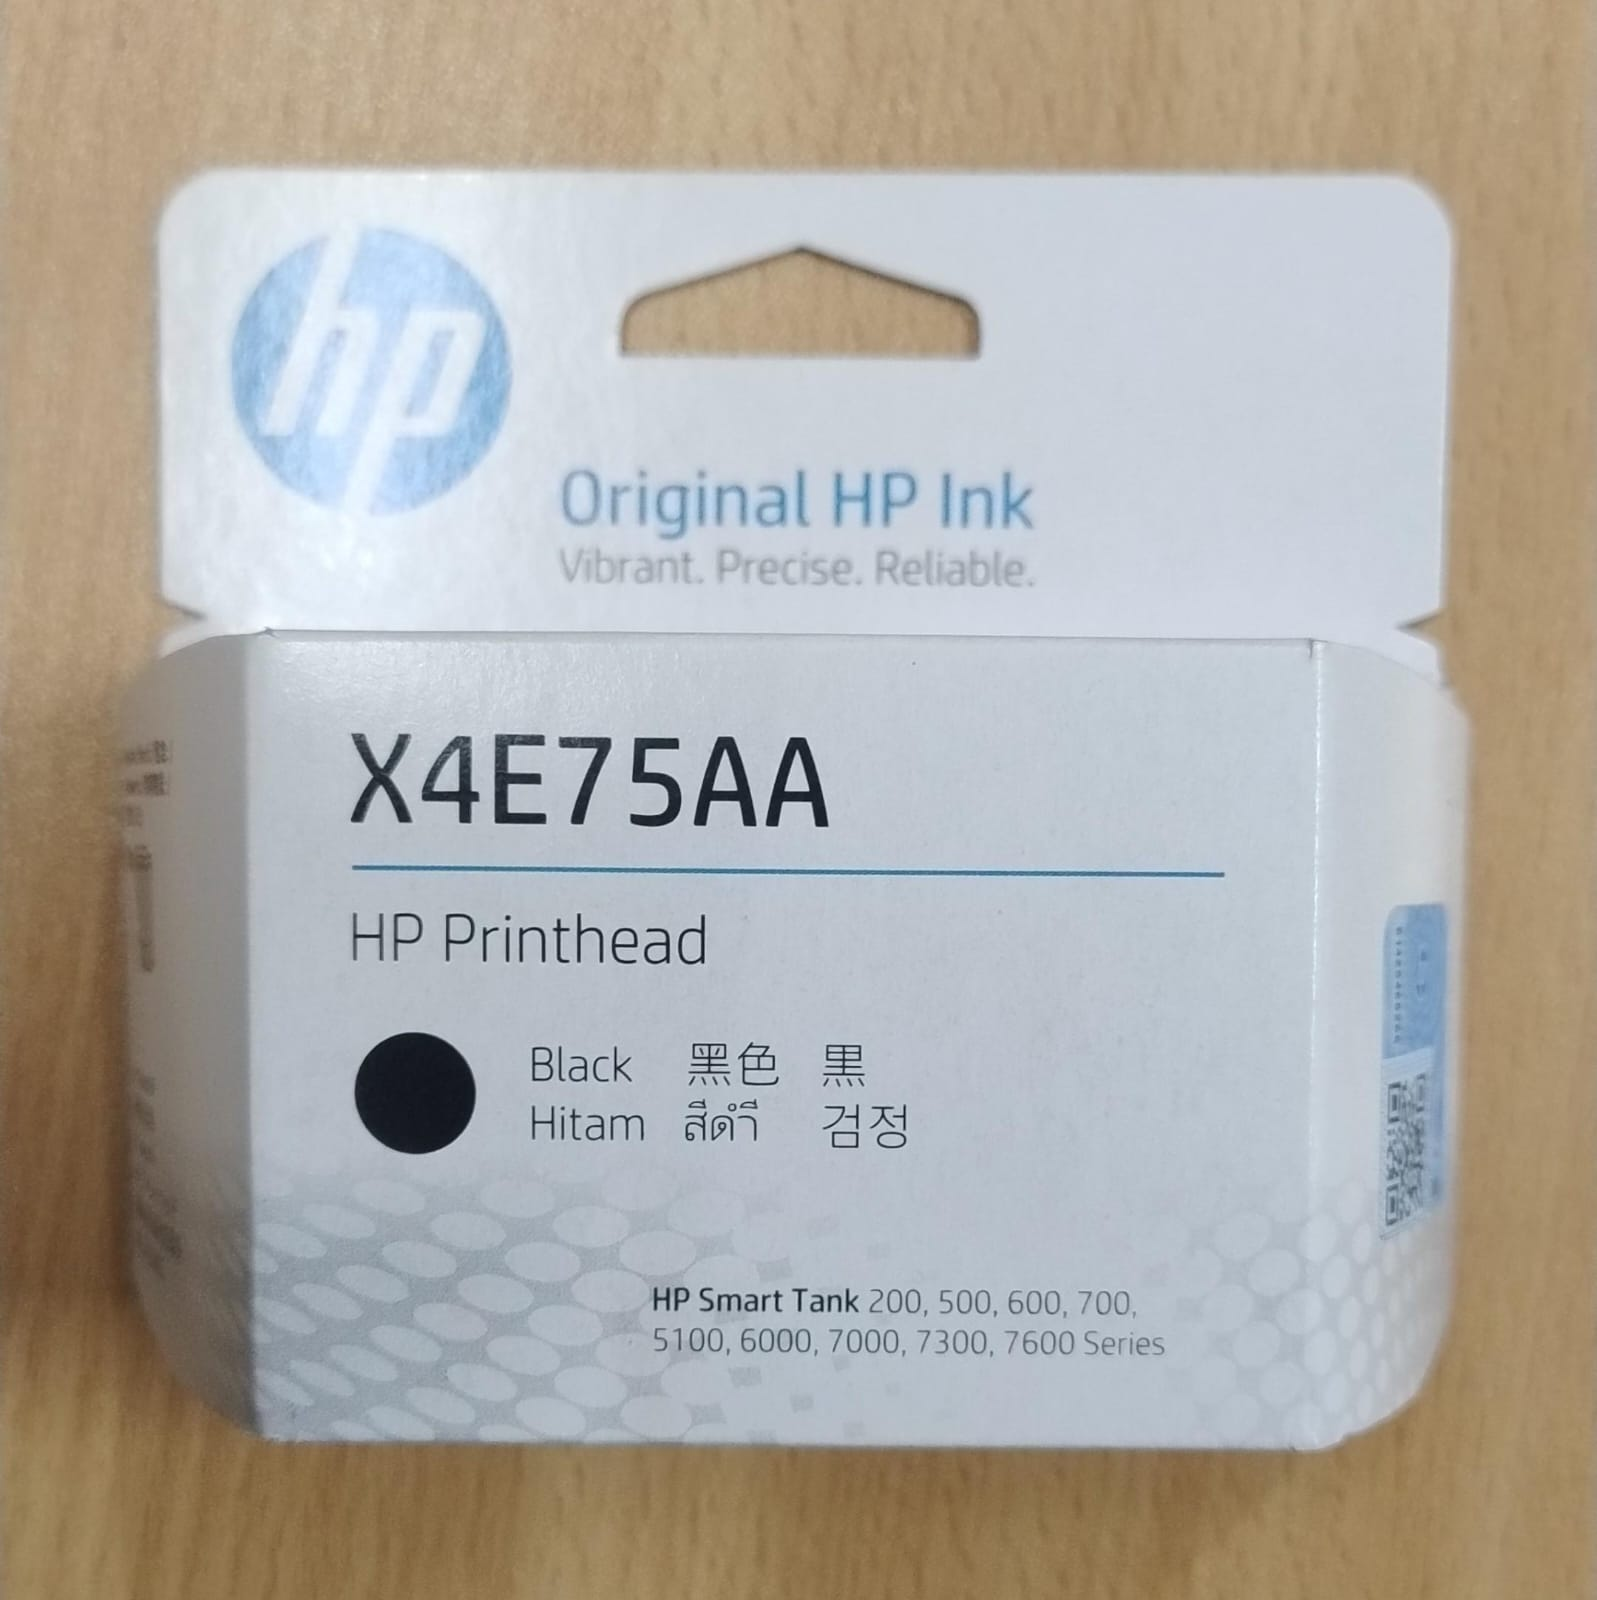 hp
Original HP Ink
Vibrant. Precise. Reliable.
X4E75AA
HP Printhead
Black 黑色 黒
Hitam สีดำ 검정
HP Smart Tank 200, 500, 600, 700,
5100, 6000, 7000, 7300, 7600 Series